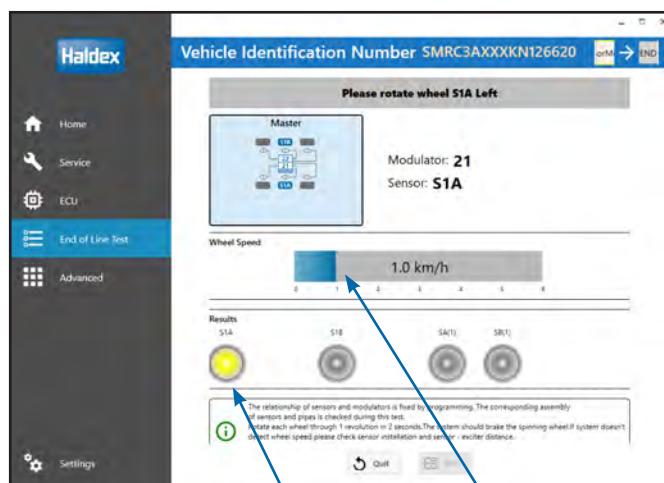 Haldex
Vehicle Identification Number SMRC3AXXXKN126620
orM → END
Please rotate wheel S1A Left
Home
Service
ECU
End of Line Test
Advanced
Settings
Master
S1B
22
21
S1A
Modulator: 21
Sensor: S1A
Wheel Speed
1.0 km/h
0 1 2 3 4 5 6
Results
S1A S1B SA(1) SB(1)
The relationship of sensors and modulators is fixed by programming. The corresponding assembly
of sensors and pipes is checked during this test.
Rotate each wheel through 1 revolution in 2 seconds.The system should brake the spinning wheel.If system doesn't
detect wheel speed please check sensor installation and sensor - exciter distance.
Quit